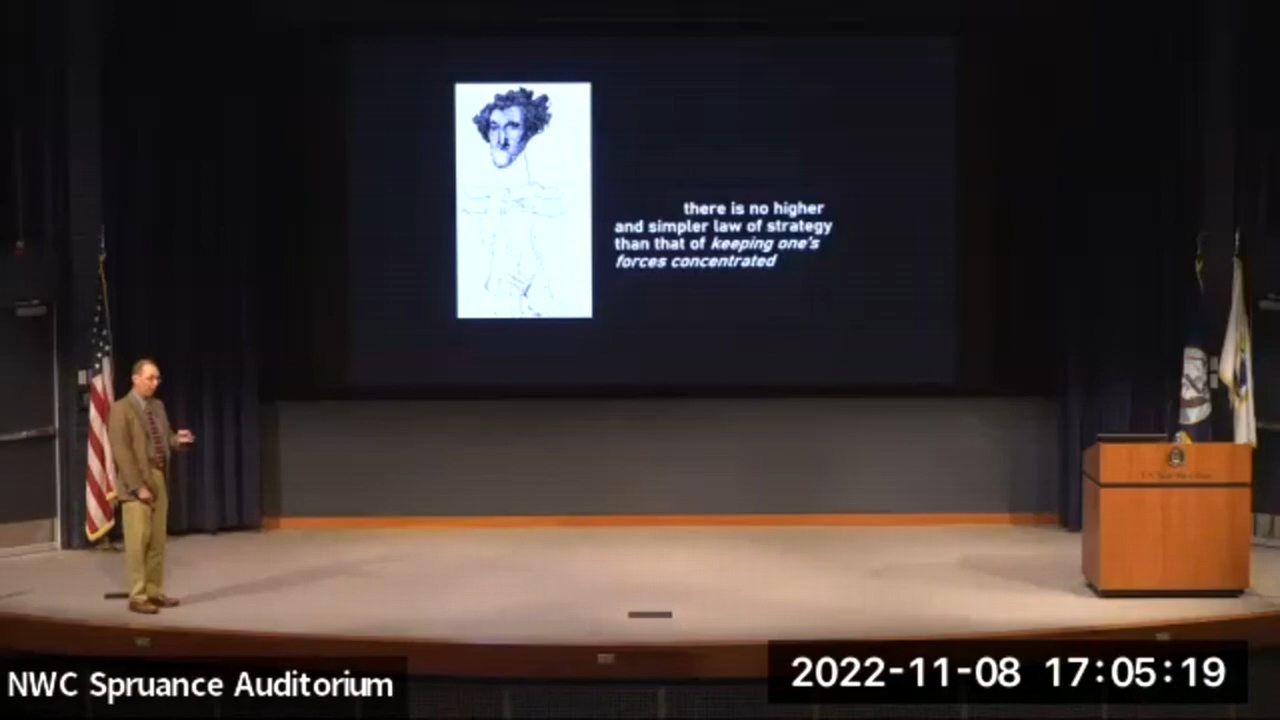 there is no higher
and simpler law of strategy
than that of keeping one's
forces concentrated
NWC Spruance Auditorium
2022-11-08 17:05:19